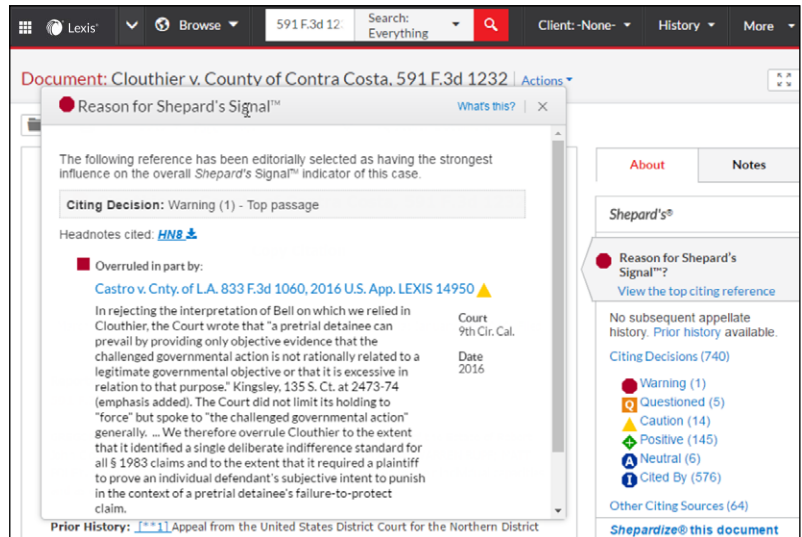 Lexis®
Browse
591 F.3d 12
Search:
Everything
Client: -None-
History
More
Document: Clouthier v. County of Contra Costa, 591 F.3d 1232
Actions
Reason for Shepard's Signal™
What's this?
The following reference has been editorially selected as having the strongest
influence on the overall Shepard's Signal™ indicator of this case.
Citing Decision: Warning (1) - Top passage
Headnotes cited: HN8
Overruled in part by:
Castro v. Cnty. of L.A. 833 F.3d 1060, 2016 U.S. App. LEXIS 14950
In rejecting the interpretation of Bell on which we relied in
Clouthier, the Court wrote that "a pretrial detainee can
prevail by providing only objective evidence that the
challenged governmental action is not rationally related to a
legitimate governmental objective or that it is excessive in
relation to that purpose." Kingsley, 135 S. Ct. at 2473-74
(emphasis added). The Court did not limit its holding to
"force" but spoke to "the challenged governmental action"
generally. ... We therefore overrule Clouthier to the extent
that it identified a single deliberate indifference standard for
all § 1983 claims and to the extent that it required a plaintiff
to prove an individual defendant's subjective intent to punish
in the context of a pretrial detainee's failure-to-protect
claim.
Court
9th Cir. Cal.
Date
2016
Prior History: [**1] Appeal from the United States District Court for the Northern District
About
Notes
Shepard's®
Reason for Shepard's
Signal™?
View the top citing reference
No subsequent appellate
history. Prior history available.
Citing Decisions (740)
Warning (1)
Q Questioned (5)
Caution (14)
Positive (145)
A Neutral (6)
I Cited By (576)
Other Citing Sources (64)
Shepardize® this document